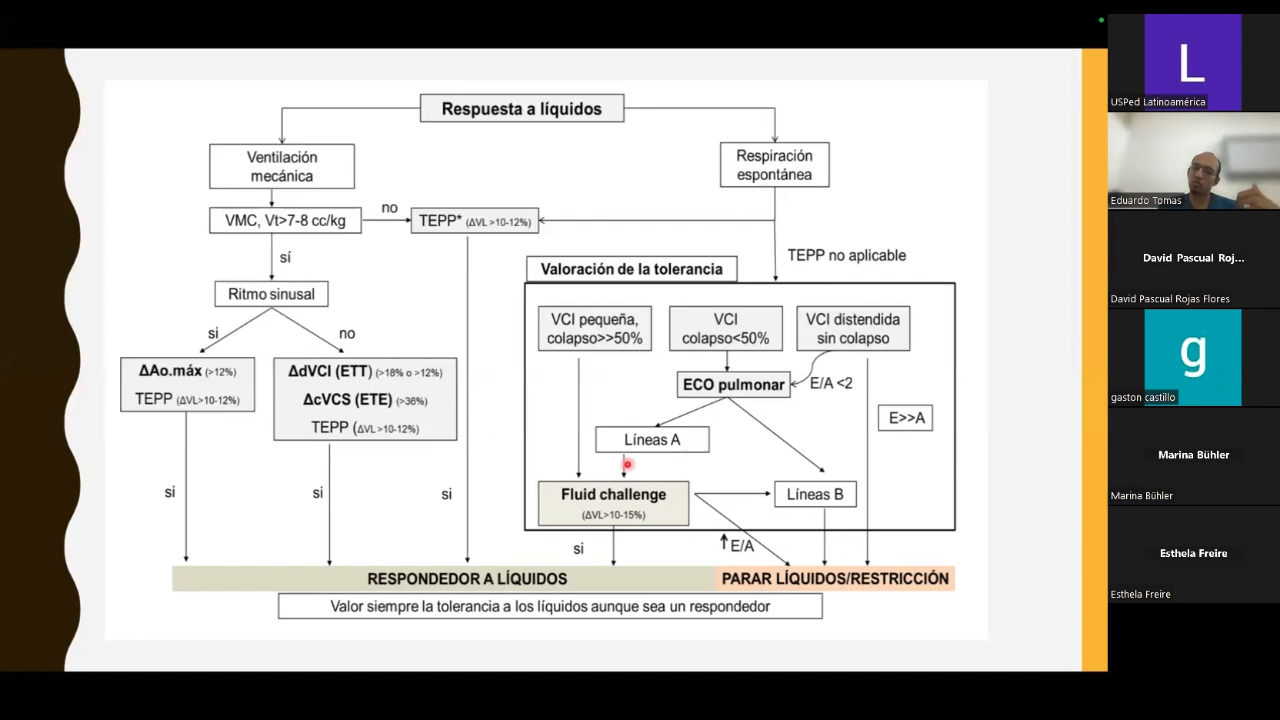 Respuesta a líquidos
Ventilación
mecánica
Respiración
espontánea
VMC, Vt>7-8 cc/kg
no
TEPP* (ΔVL >10-12%)
sí
TEPP no aplicable
Ritmo sinusal
si
no
ΔAo.máx (>12%)
TEPP (ΔVL>10-12%)
ΔdVCI (ETT) (>18% o >12%)
ΔcVCS (ETE) (>36%)
TEPP (ΔVL >10-12%)
Valoración de la tolerancia
VCI pequeña,
colapso>>50%
VCI
colapso<50%
VCI distendida
sin colapso
ECO pulmonar
E/A <2
E>>A
Líneas A
Fluid challenge
(ΔVL>10-15%)
Líneas B
si
si
si
si
↑E/A
RESPONDEDOR A LÍQUIDOS
PARAR LÍQUIDOS/RESTRICCIÓN
Valor siempre la tolerancia a los líquidos aunque sea un respondedor
L
USPed Latinoamérica
Eduardo Tomas
David Pascual Roj...
David Pascual Rojas Flores
g
gaston castillo
Marina Bühler
Marina Bühler
Esthela Freire
Esthela Freire